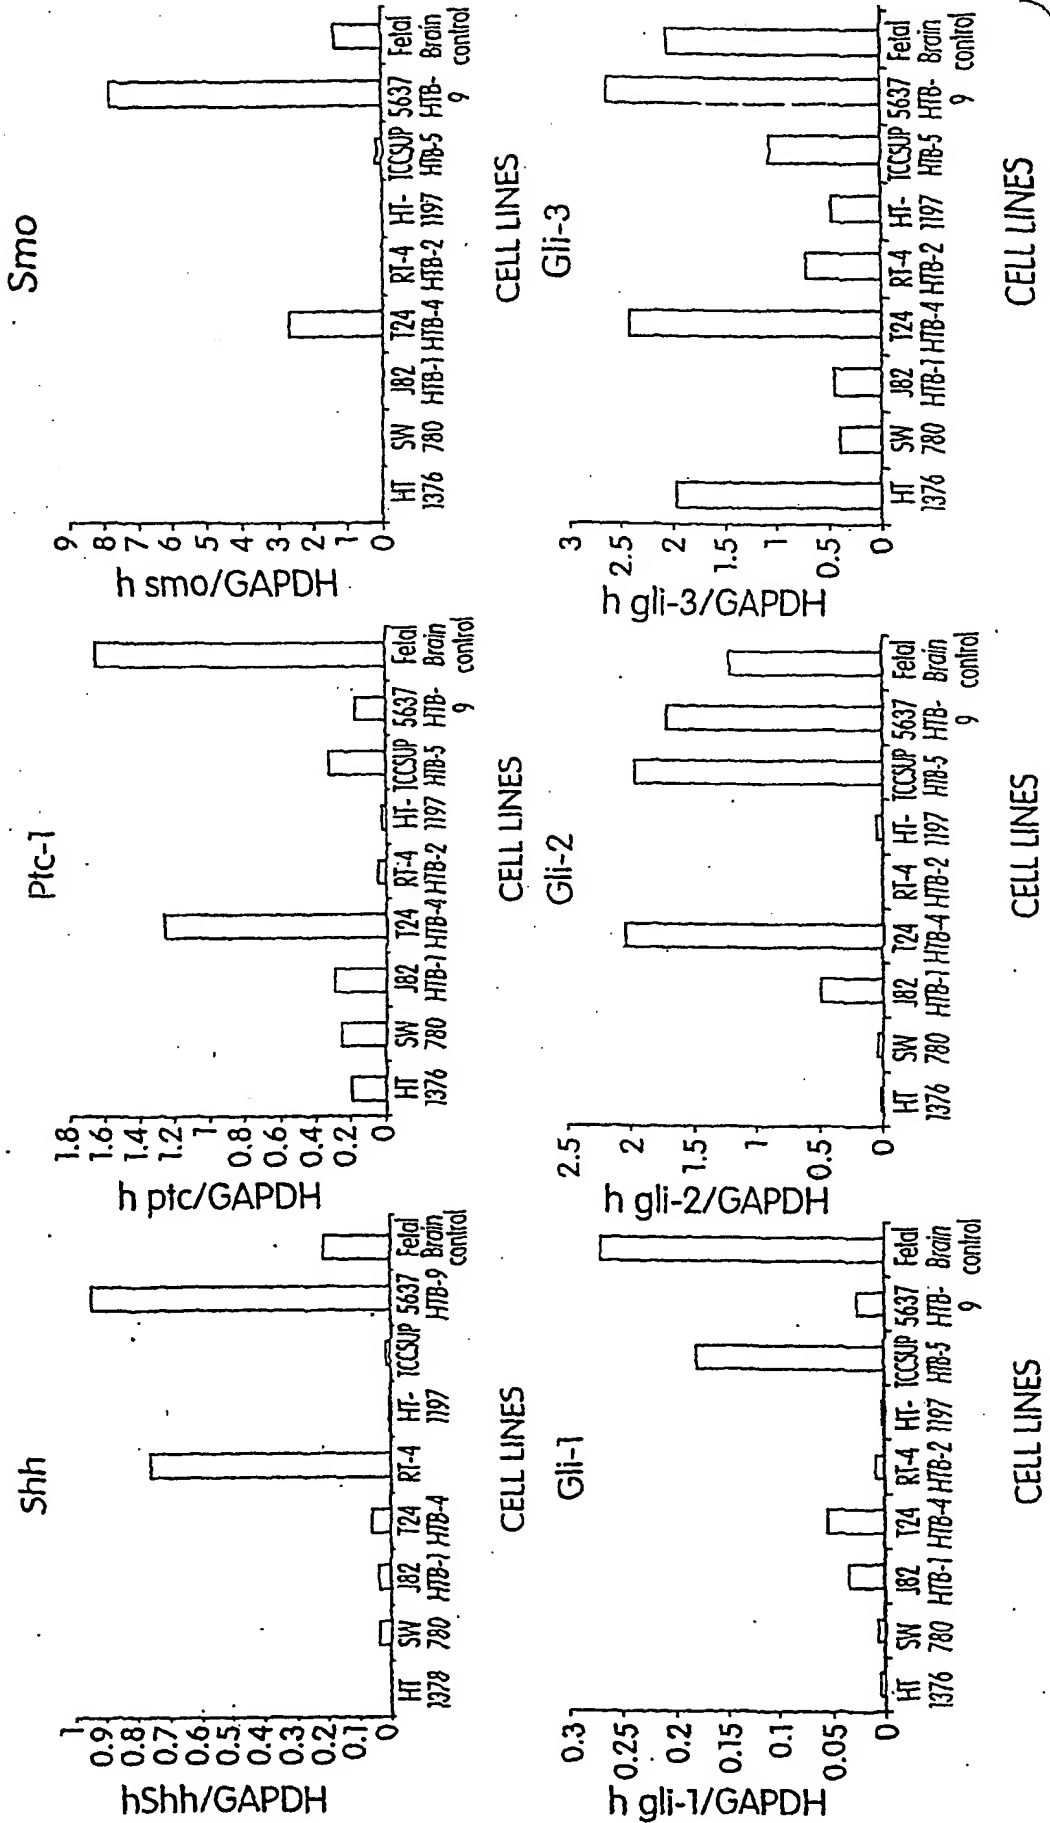 Shh
hShh/GAPDH
1
0.9
0.8
0.7
0.6
0.5
0.4
0.3
0.2
0.1
0
HT SW J82 T24 RT-4 HT- TCCSUP 5637 Fetal
1378 780 HTB-1 HTB-4 1197 HTB-9 Brain
control
CELL LINES
Ptc-1
h ptc/GAPDH
1.8
1.6
1.4
1.2
1
0.8
0.6
0.4
0.2
0
HT SW J82 T24 RT-4 HT- TCCSUP 5637 Fetal
1376 780 HTB-1 HTB-4 HTB-2 1197 HTB-5 HTB- Brain
9 control
CELL LINES
Smo
h smo/GAPDH
9
8
7
6
5
4
3
2
1
0
HT SW J82 T24 RT-4 HT- TCCSUP 5637 Fetal
1376 780 HTB-1 HTB-4 HTB-2 1197 HTB-5 HTB- Brain
9 control
CELL LINES
Gli-1
h gli-1/GAPDH
0.3
0.25
0.2
0.15
0.1
0.05
0
HT SW J82 T24 RT-4 HT- TCCSUP 5637 Fetal
1376 780 HTB-1 HTB-4 HTB-2 1197 HTB-5 HTB- Brain
9 control
CELL LINES
Gli-2
h gli-2/GAPDH
2.5
2
1.5
1
0.5
0
HT SW J82 T24 RT-4 HT- TCCSUP 5637 Fetal
1376 780 HTB-1 HTB-4 HTB-2 1197 HTB-5 HTB- Brain
9 control
CELL LINES
Gli-3
h gli-3/GAPDH
3
2.5
2
1.5
1
0.5
0
HT SW J82 T24 RT-4 HT- TCCSUP 5637 Fetal
1376 780 HTB-1 HTB-4 HTB-2 1197 HTB-5 HTB- Brain
9 control
CELL LINES